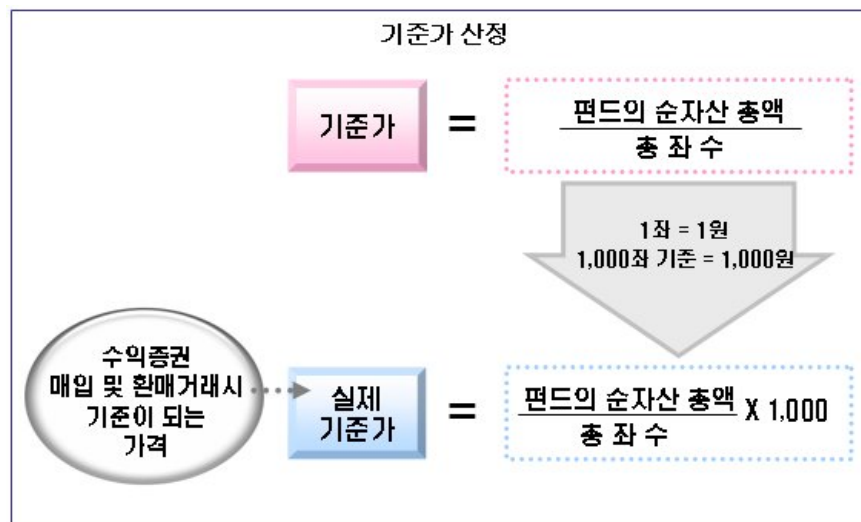 기준가 산정
기준가 = 펀드의 순자산 총액
총 좌 수
1좌 = 1원
1,000좌 기준 = 1,000원
수익증권
매입 및 환매거래시
기준이 되는
가격
실제
기준가
= 펀드의 순자산 총액 X 1,000
총 좌 수